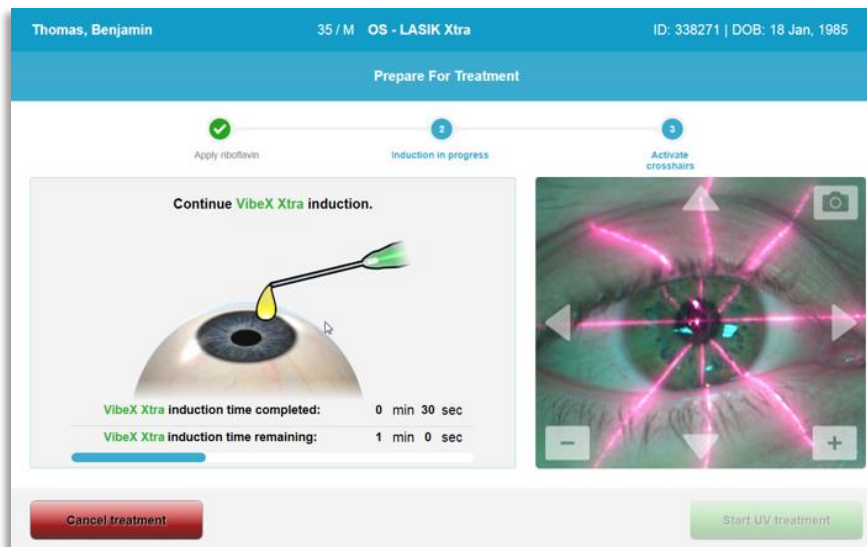 Thomas, Benjamin 35 / M OS - LASIK Xtra ID: 338271 | DOB: 18 Jan, 1985
Prepare For Treatment
2
3
Apply riboflavin
Induction in progress
Activate
crosshairs
Continue VibeX Xtra induction.
VibeX Xtra induction time completed: 0 min 30 sec
VibeX Xtra induction time remaining: 1 min 0 sec
Cancel treatment
Start UV treatment